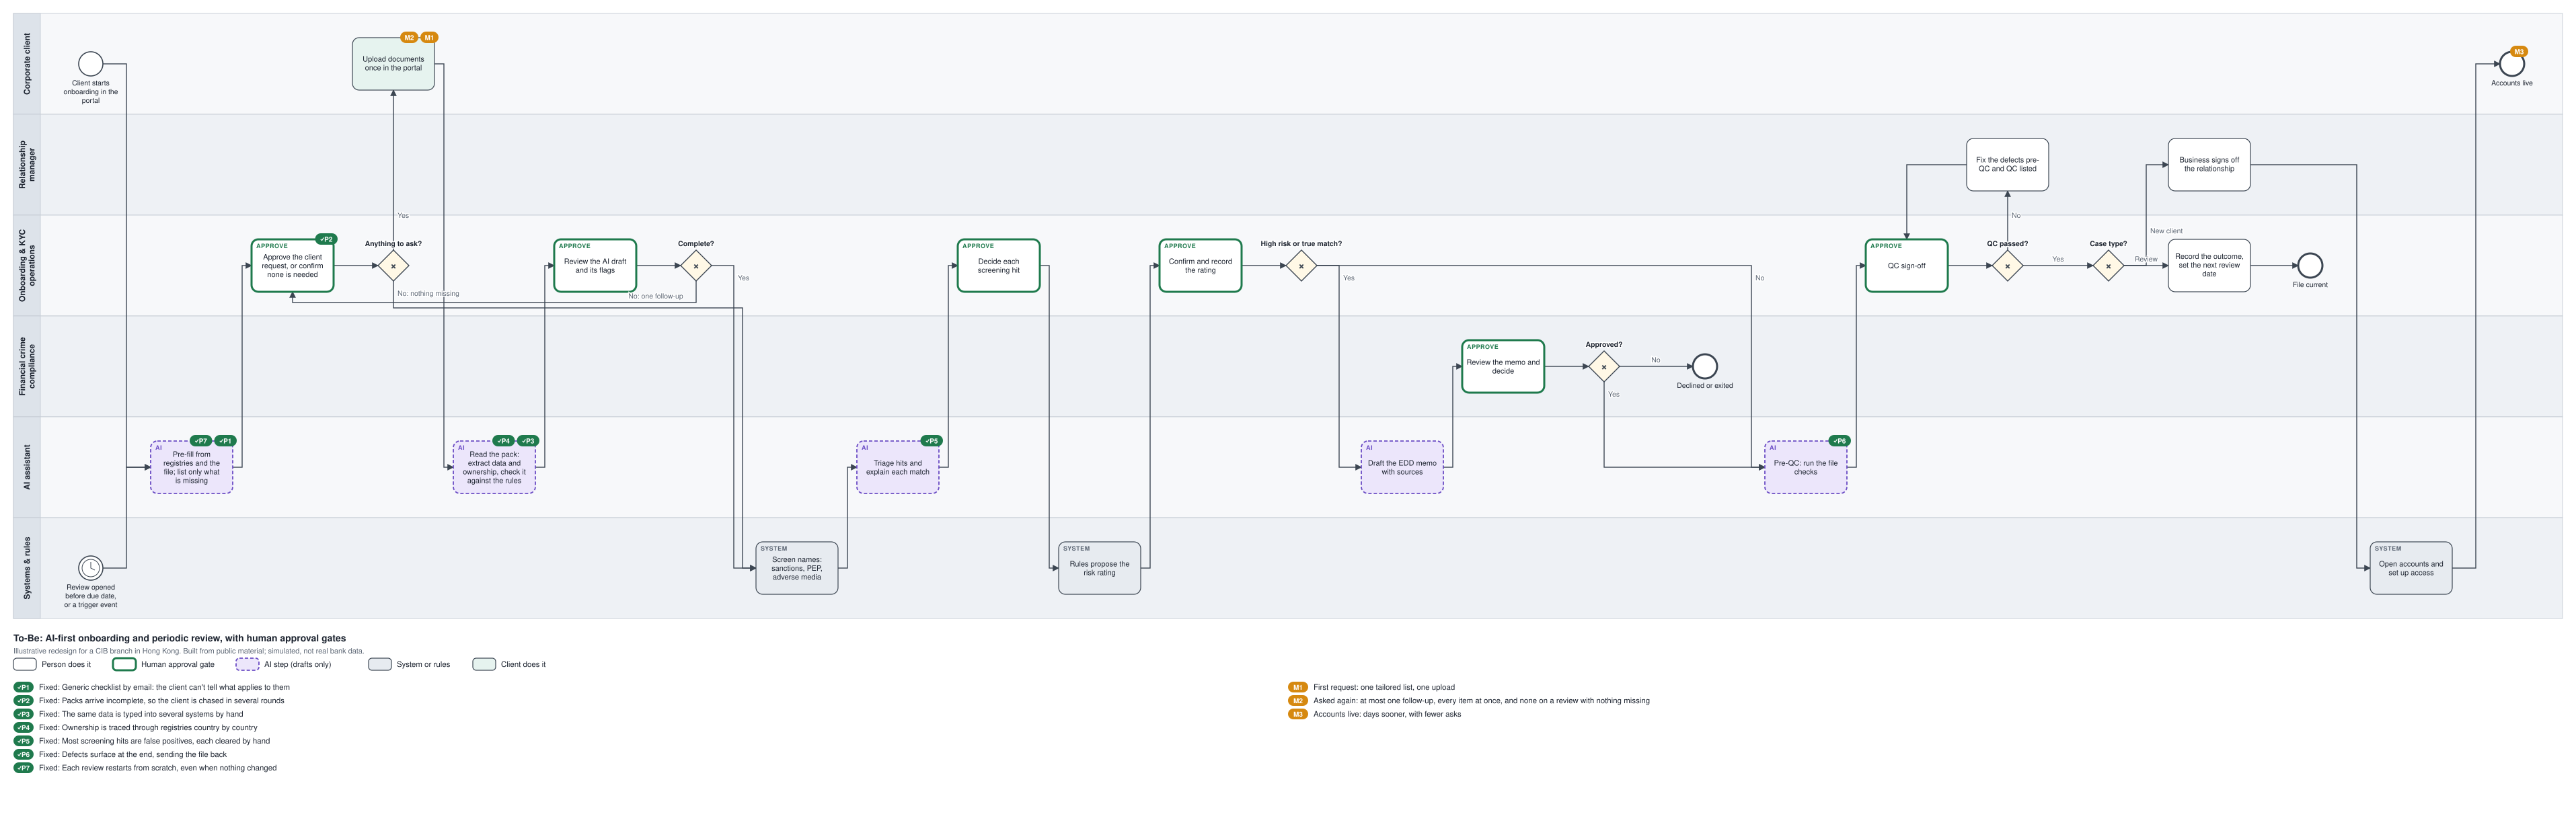 Corporate client
Client starts
onboarding in the
portal
M2
M1
Upload documents
once in the portal
M3
Accounts live
Relationship
manager
Fix the defects pre-
QC and QC listed
Business signs off
the relationship
Yes
No
New client
Onboarding & KYC
operations
✓P2
APPROVE
Approve the client
request, or confirm
none is needed
Anything to ask?
No: nothing missing
APPROVE
Review the AI draft
and its flags
No: one follow-up
Complete?
Yes
APPROVE
Decide each
screening hit
APPROVE
Confirm and record
the rating
High risk or true match?
Yes
No
APPROVE
QC sign-off
QC passed?
Yes
Case type?
Review
Record the outcome,
set the next review
date
File current
Financial crime
compliance
APPROVE
Review the memo and
decide
Approved?
No
Yes
Declined or exited
AI assistant
✓P7
✓P1
AI
Pre-fill from
registries and the
file; list only what
is missing
✓P4
✓P3
AI
Read the pack:
extract data and
ownership, check it
against the rules
✓P5
AI
Triage hits and
explain each match
AI
Draft the EDD memo
with sources
✓P6
AI
Pre-QC: run the file
checks
Systems & rules
Review opened
before due date,
or a trigger event
SYSTEM
Screen names:
sanctions, PEP,
adverse media
SYSTEM
Rules propose the
risk rating
SYSTEM
Open accounts and
set up access
To-Be: AI-first onboarding and periodic review, with human approval gates
Illustrative redesign for a CIB branch in Hong Kong. Built from public material; simulated, not real bank data.
Person does it
Human approval gate
AI step (drafts only)
System or rules
Client does it
✓P1 Fixed: Generic checklist by email: the client can't tell what applies to them
✓P2 Fixed: Packs arrive incomplete, so the client is chased in several rounds
✓P3 Fixed: The same data is typed into several systems by hand
✓P4 Fixed: Ownership is traced through registries country by country
✓P5 Fixed: Most screening hits are false positives, each cleared by hand
✓P6 Fixed: Defects surface at the end, sending the file back
✓P7 Fixed: Each review restarts from scratch, even when nothing changed
M1 First request: one tailored list, one upload
M2 Asked again: at most one follow-up, every item at once, and none on a review with nothing missing
M3 Accounts live: days sooner, with fewer asks